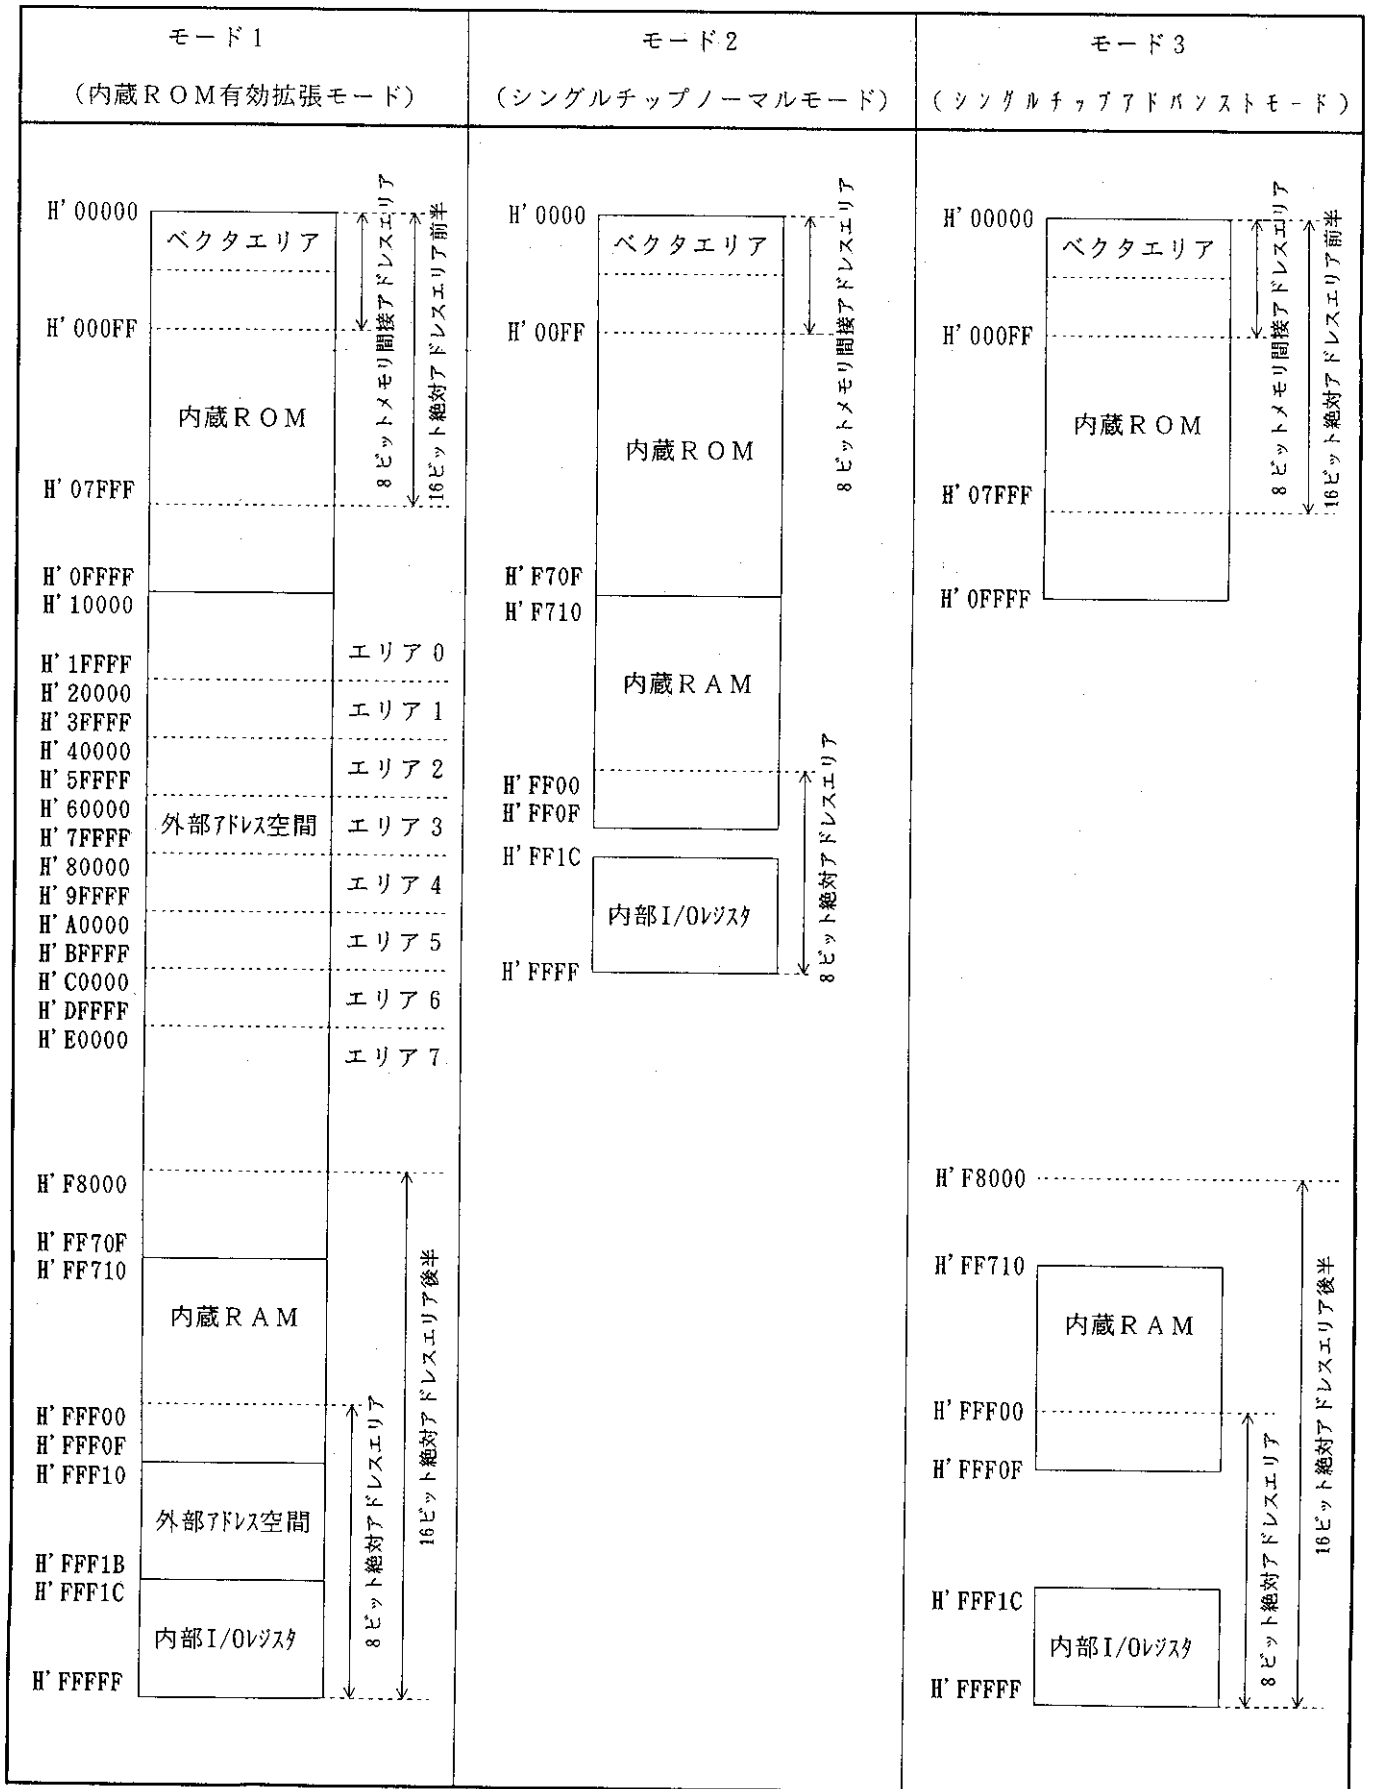 モード1
(内蔵ROM有効拡張モード)
H'00000
ベクタエリア
H'000FF
内蔵ROM
H'07FFF
H'0FFFF
H'10000
8ビットメモリ間接アドレスエリア
16ビット絶対アドレスエリア前半
H'1FFFF
エリア0
H'20000
H'3FFFF
エリア1
H'40000
H'5FFFF
エリア2
H'60000
H'7FFFF
外部アドレス空間
エリア3
H'80000
H'9FFFF
エリア4
H'A0000
H'BFFFF
エリア5
H'C0000
H'DFFFF
エリア6
H'E0000
エリア7
H'F8000
H'FF70F
H'FF710
内蔵RAM
H'FFF00
H'FFF0F
H'FFF10
外部アドレス空間
H'FFF1B
H'FFF1C
内部I/Oレジスタ
H'FFFFF
8ビット絶対アドレスエリア
16ビット絶対アドレスエリア後半
モード2
(シングルチップノーマルモード)
H'0000
ベクタエリア
H'00FF
内蔵ROM
H'F70F
H'F710
8ビットメモリ間接アドレスエリア
内蔵RAM
H'FF00
H'FF0F
H'FF1C
内部I/Oレジスタ
H'FFFF
8ビット絶対アドレスエリア
モード3
(シングルチップアドバンストモード)
H'00000
ベクタエリア
H'000FF
内蔵ROM
H'07FFF
H'0FFFF
8ビットメモリ間接アドレスエリア
16ビット絶対アドレスエリア前半
H'F8000
H'FF710
内蔵RAM
H'FFF00
H'FFF0F
H'FFF1C
内部I/Oレジスタ
H'FFFFF
8ビット絶対アドレスエリア
16ビット絶対アドレスエリア後半